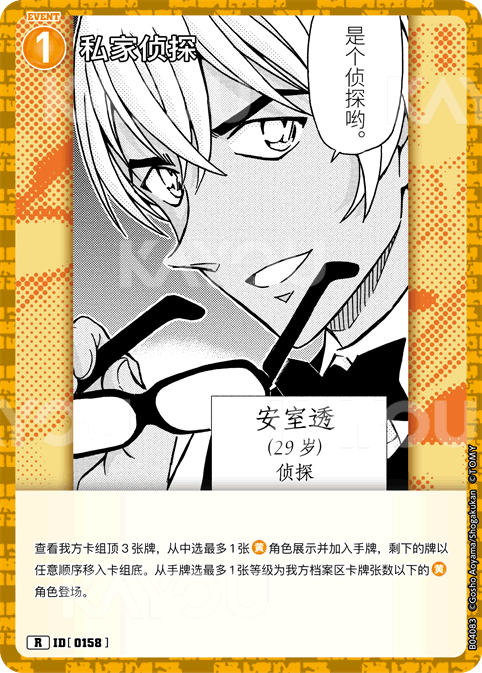 EVENT
1
私家侦探
是个侦探哟。
安室透
(29 岁)
侦探
查看我方卡组顶 3 张牌，从中选最多 1 张 黄 角色展示并加入手牌，剩下的牌以
任意顺序移入卡组底。从手牌选最多 1 张等级为我方档案区卡牌张数以下的 黄
角色登场。
R ID[ 0158 ]
B04083 ©Gosho Aoyama/Shogakukan ©TOMY
KAYOU